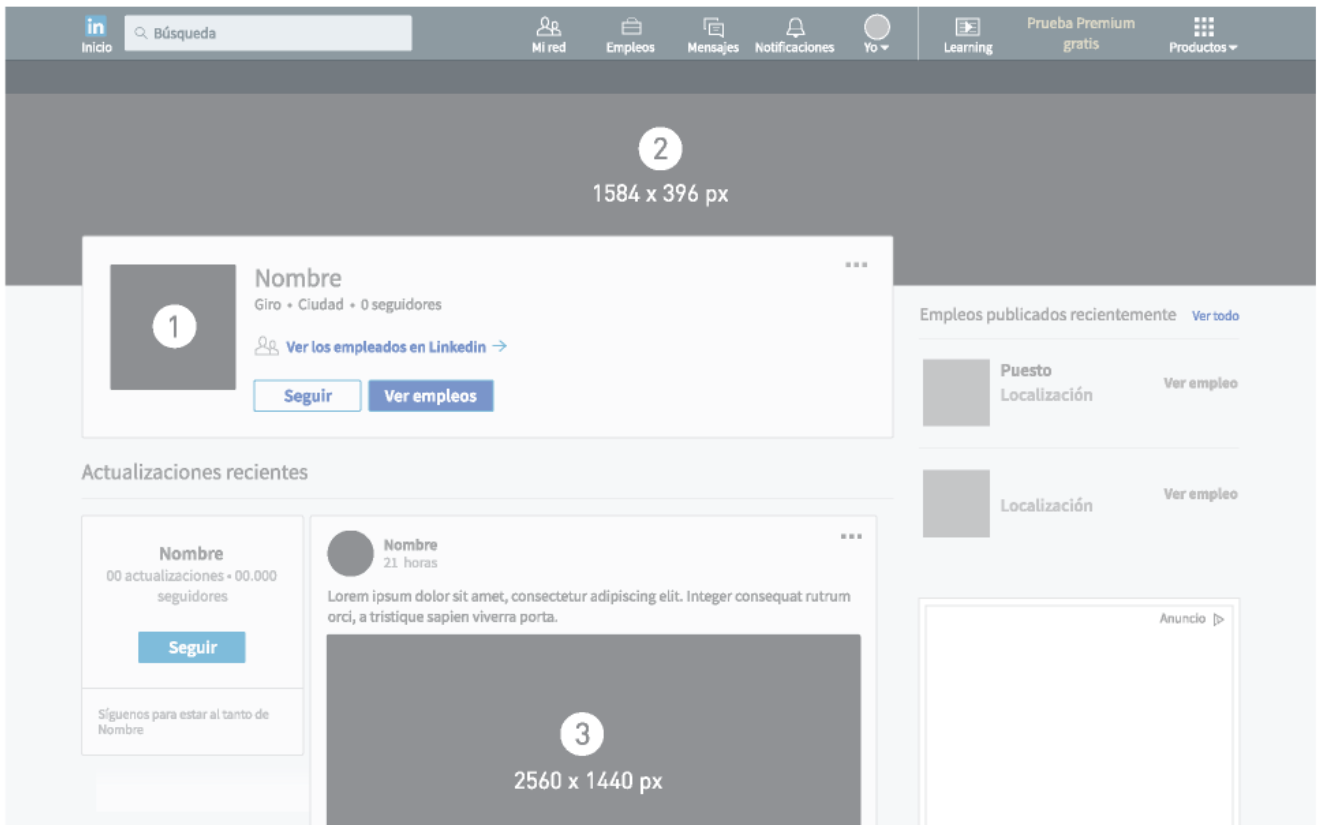 in
Inicio
Búsqueda
Mi red
Empleos
Mensajes
Notificaciones
Yo
Learning
Prueba Premium
gratis
Productos
2
1584 x 396 px
1
Nombre
Giro • Ciudad • 0 seguidores
Ver los empleados en Linkedin →
Seguir
Ver empleos
Empleos publicados recientemente Ver todo
Puesto
Localización
Ver empleo
Localización
Ver empleo
Actualizaciones recientes
Nombre
00 actualizaciones • 00.000
seguidores
Seguir
Síguenos para estar al tanto de
Nombre
Nombre
21 horas
Lorem ipsum dolor sit amet, consectetur adipiscing elit. Integer consequat rutrum
orci, a tristique sapien viverra porta.
3
2560 x 1440 px
Anuncio